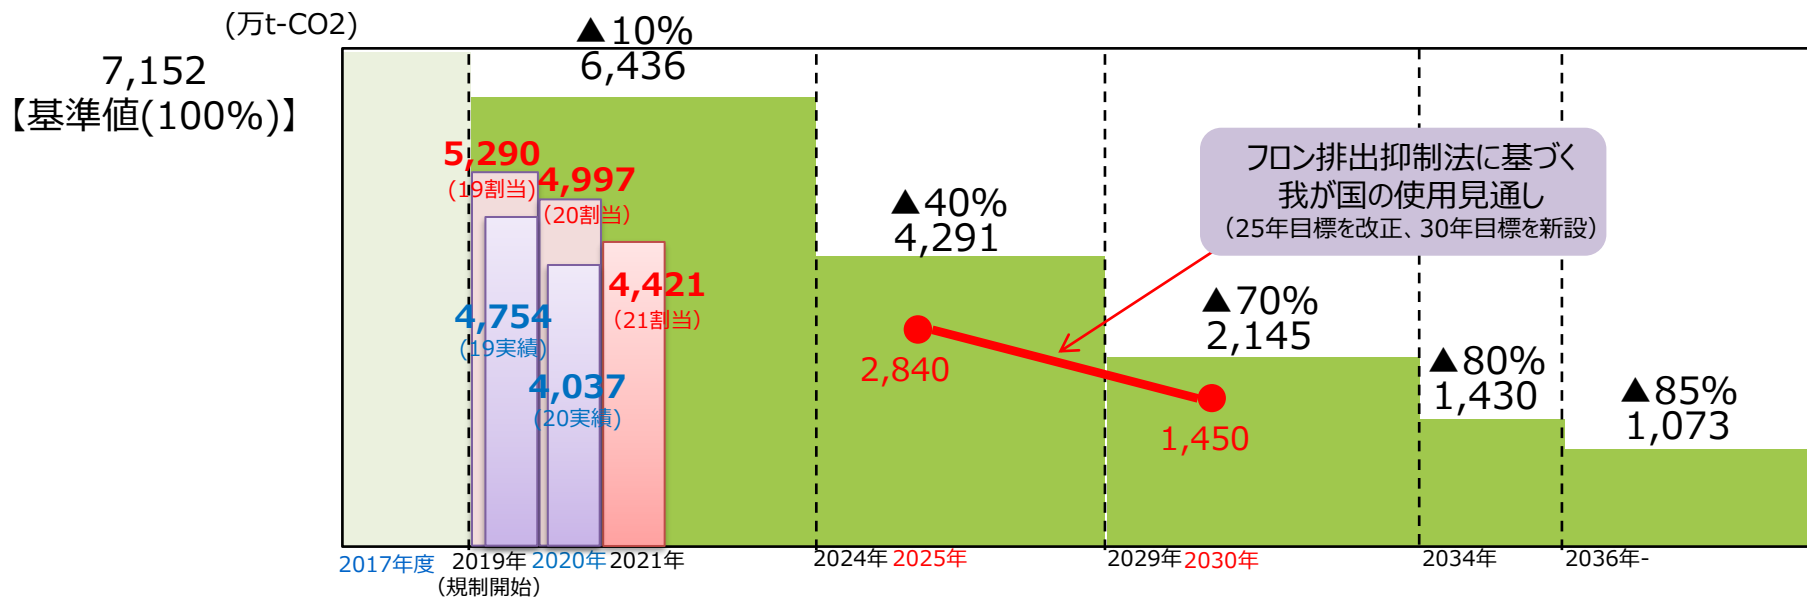 (万t-CO2)
7,152
【基準値(100%)】
▲10%
6,436
5,290
(19割当)
4,997
(20割当)
4,754
(19実績)
4,037
(20実績)
4,421
(21割当)
▲40%
4,291
フロン排出抑制法に基づく
我が国の使用見通し
(25年目標を改正、30年目標を新設)
2,840
▲70%
2,145
1,450
▲80%
1,430
▲85%
1,073
2017年度
2019年
(規制開始)
2020年
2021年
2024年
2025年
2029年
2030年
2034年
2036年-